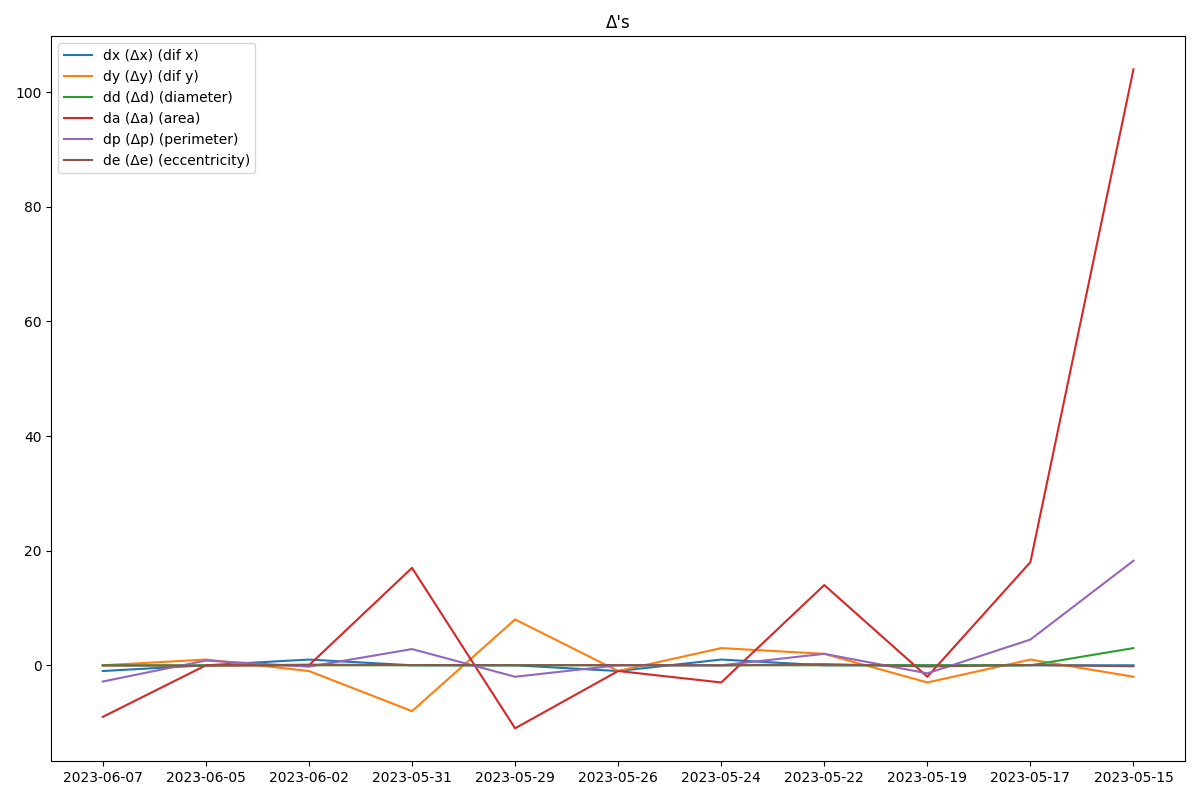 Δ's
dx (Δx) (dif x)
dy (Δy) (dif y)
dd (Δd) (diameter)
da (Δa) (area)
dp (Δp) (perimeter)
de (Δe) (eccentricity)
100
80
60
40
20
0
2023-06-07 2023-06-05 2023-06-02 2023-05-31 2023-05-29 2023-05-26 2023-05-24 2023-05-22 2023-05-19 2023-05-17 2023-05-15